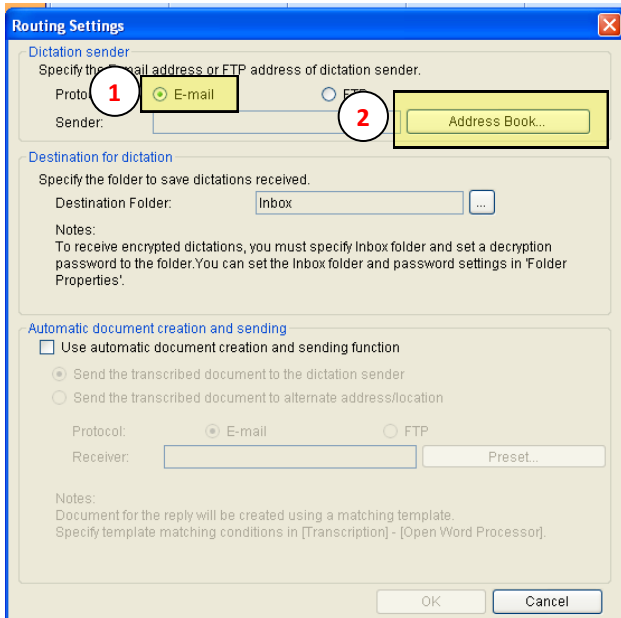 Routing Settings
Dictation sender
Specify the E-mail address or FTP address of dictation sender.
1 E-mail
2 Address Book...
Sender:
Destination for dictation
Specify the folder to save dictations received.
Destination Folder: Inbox ...
Notes:
To receive encrypted dictations, you must specify Inbox folder and set a decryption
password to the folder.You can set the Inbox folder and password settings in 'Folder
Properties'.
Automatic document creation and sending
Use automatic document creation and sending function
Send the transcribed document to the dictation sender
Send the transcribed document to alternate address/location
Protocol: E-mail FTP
Receiver: Preset...
Notes:
Document for the reply will be created using a matching template.
Specify template matching conditions in [Transcription] - [Open Word Processor].
OK Cancel